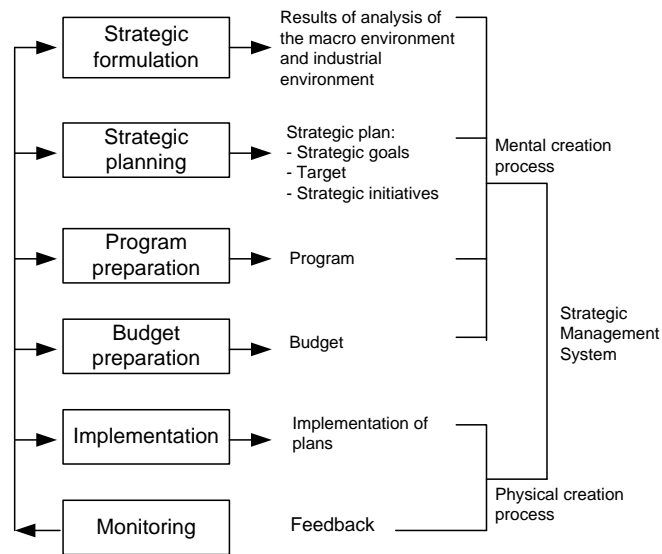 Strategic
formulation
Results of analysis of
the macro environment
and industrial
environment
Strategic
planning
Strategic plan:
- Strategic goals
- Target
- Strategic initiatives
Mental creation
process
Program
preparation
Program
Strategic
Management
System
Budget
preparation
Budget
Implementation
Implementation of
plans
Physical creation
process
Monitoring
Feedback